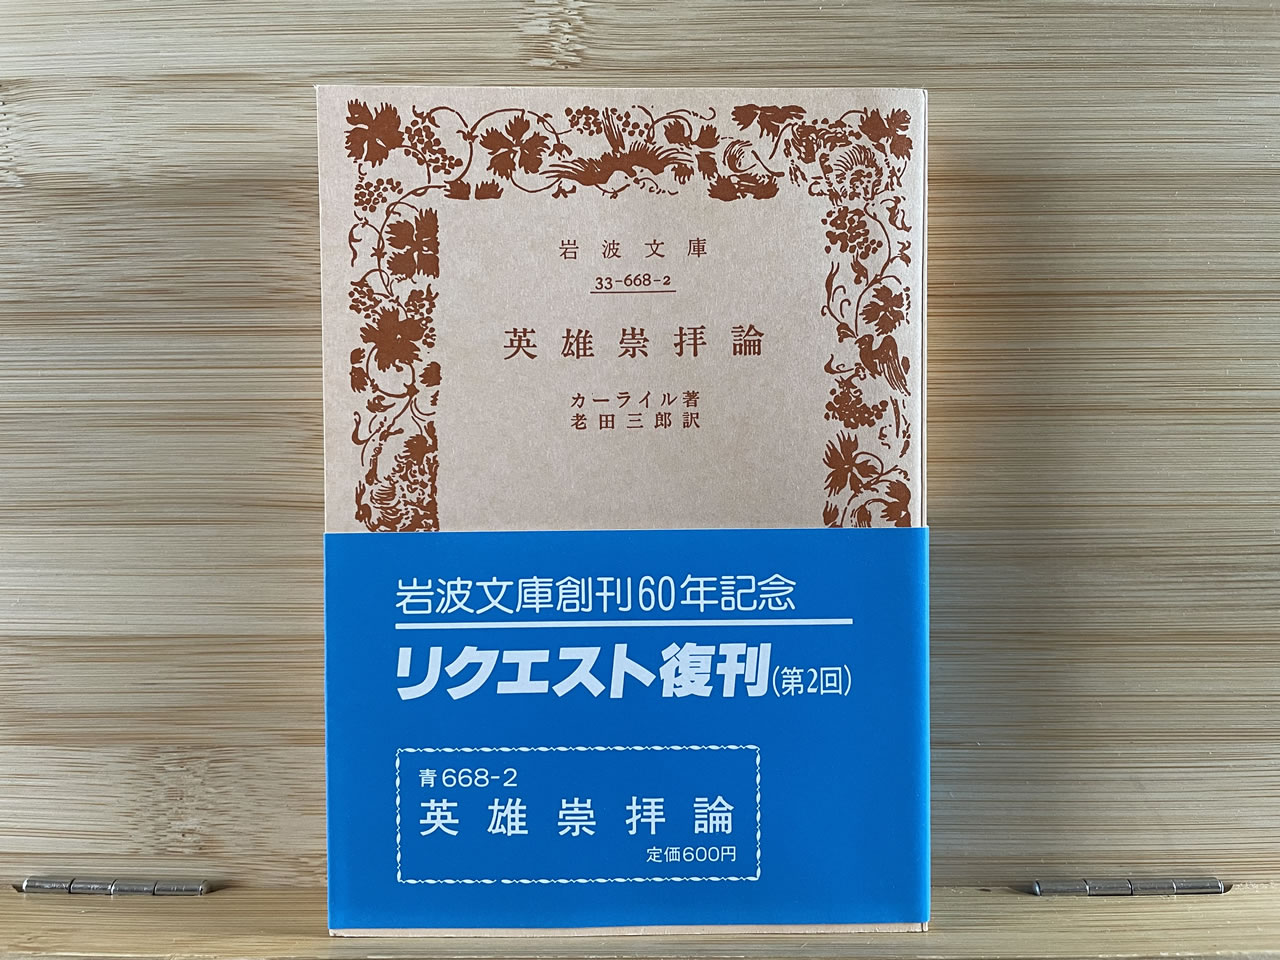 岩波文庫
33-668-2
英雄崇拝論
カーライル著
老田三郎訳
岩波文庫創刊60年記念
リクエスト復刊(第2回)
青668-2
英雄崇拝論
定価600円